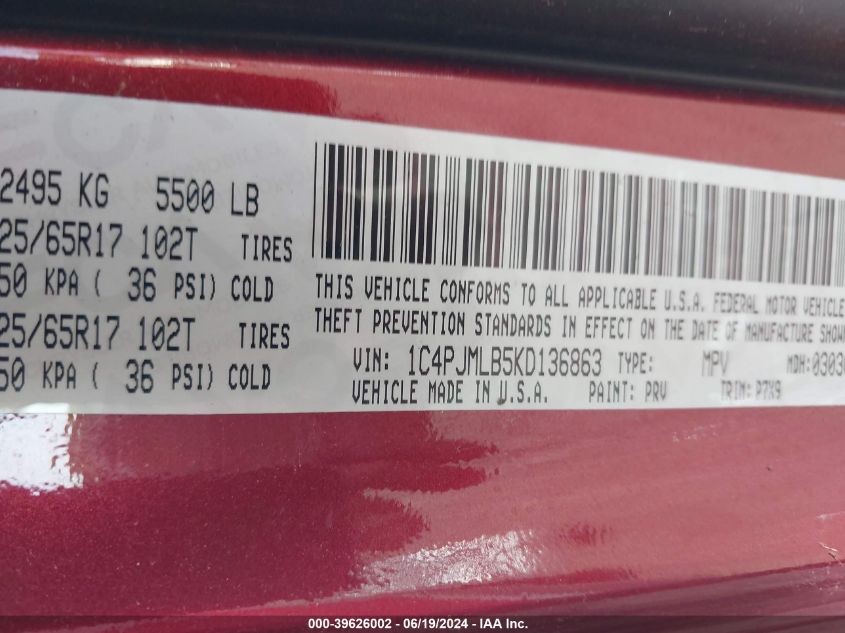 2495 KG 5500 LB
25/65R17 102T TIRES
50 KPA ( 36 PSI) COLD
25/65R17 102T TIRES
50 KPA ( 36 PSI) COLD
THIS VEHICLE CONFORMS TO ALL APPLICABLE U.S.A. FEDERAL MOTOR VEHICLE
THEFT PREVENTION STANDARDS IN EFFECT ON THE DATE OF MANUFACTURE SHOW
VIN: 1C4PJMLB5KD136863 TYPE: MPV MDH:0303
VEHICLE MADE IN U.S.A. PAINT: PRV TRIM: P7X9
000-39626002 - 06/19/2024 - IAA Inc.